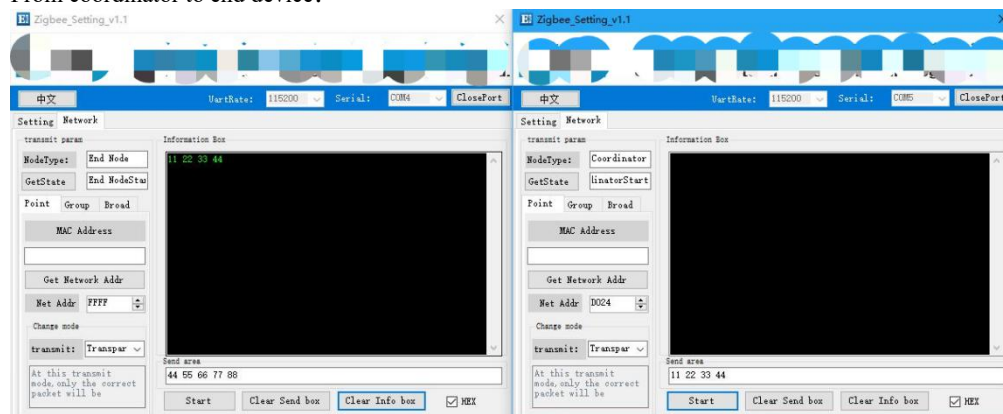 From coordinator to end device:
Zigbee_Setting_v1.1
中文
UartRate: 115200 Serial: COM4 ClosePort
Setting Network
transmit param
Information Box
NodeType: End Node
11 22 33 44
GetState End NodeStar
Point Group Broad
MAC Address
Get Network Addr
Net Addr FFFF
Change mode
transmit: Transpar
At this transmit
mode,only the correct
packet will be
Send area
44 55 66 77 88
Start Clear Send box Clear Info box HEX
Zigbee_Setting_v1.1
中文
UartRate: 115200 Serial: COM5 ClosePort
Setting Network
transmit param
Information Box
NodeType: Coordinator
GetState linatorStart
Point Group Broad
MAC Address
Get Network Addr
Net Addr D024
Change mode
transmit: Transpar
At this transmit
mode,only the correct
packet will be
Send area
11 22 33 44
Start Clear Send box Clear Info box HEX